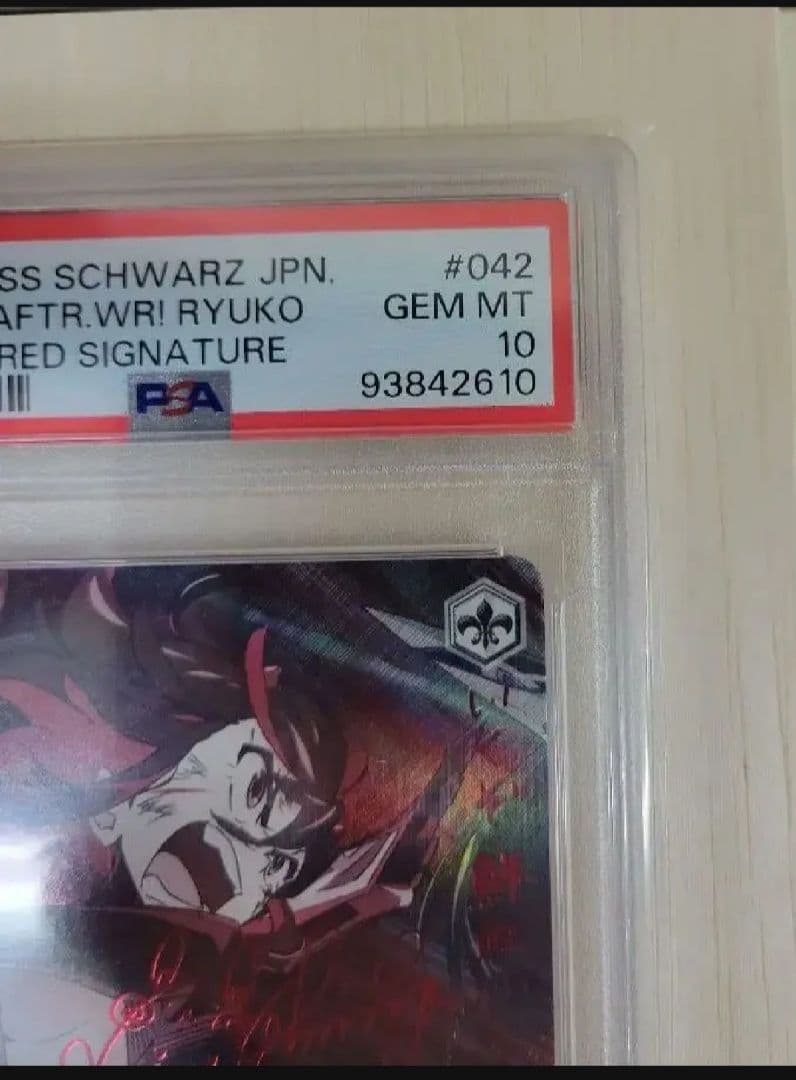 SS SCHWARZ JPN. #042
AFTR.WR! RYUKO GEM MT
RED SIGNATURE 10
PSA 93842610